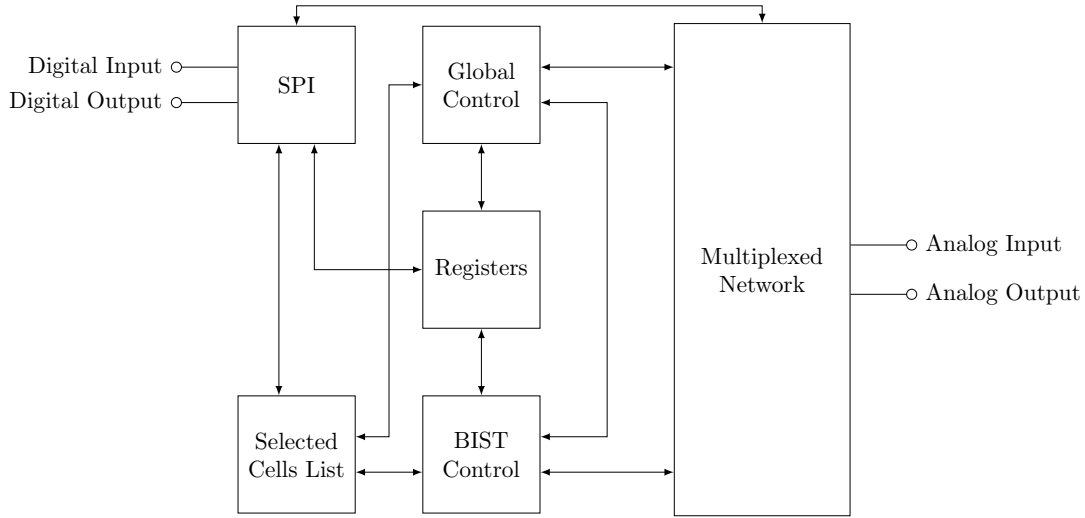 Digital Input
Digital Output
SPI
Global
Control
Registers
Selected
Cells List
BIST
Control
Multiplexed
Network
Analog Input
Analog Output